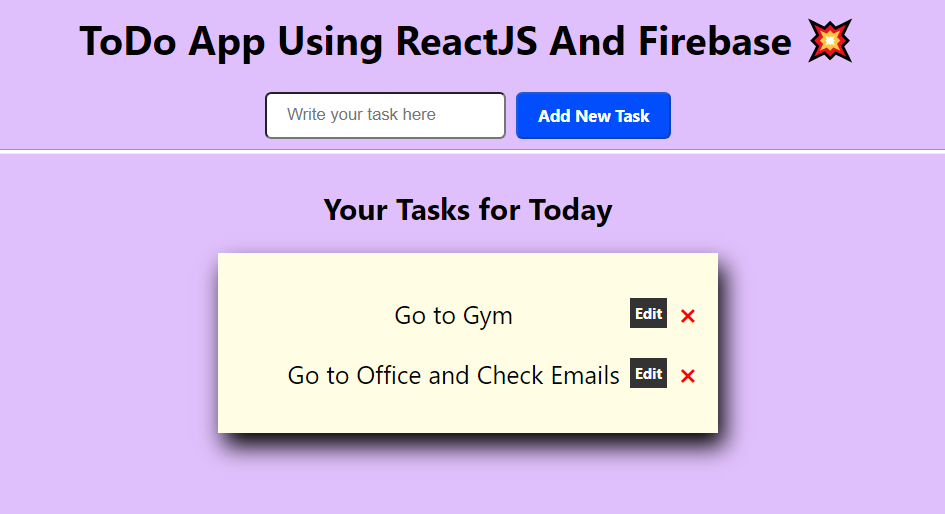 ToDo App Using ReactJS And Firebase 💥
Write your task here
Add New Task
Your Tasks for Today
Go to Gym Edit ×
Go to Office and Check Emails Edit ×